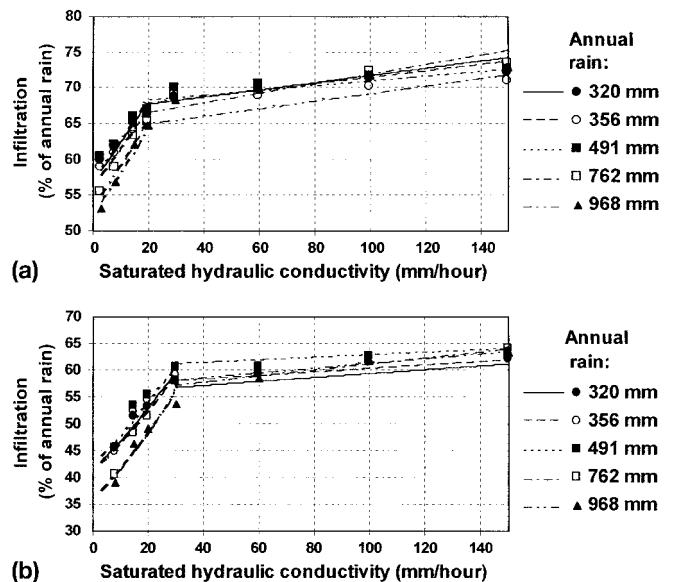 80
75
70
65
60
55
50
Infiltration
(% of annual rain)
0 20 40 60 80 100 120 140
(a) Saturated hydraulic conductivity (mm/hour)
Annual
rain:
320 mm
356 mm
491 mm
762 mm
968 mm
70
65
60
55
50
45
40
35
30
Infiltration
(% of annual rain)
0 20 40 60 80 100 120 140
(b) Saturated hydraulic conductivity (mm/hour)
Annual
rain:
320 mm
356 mm
491 mm
762 mm
968 mm